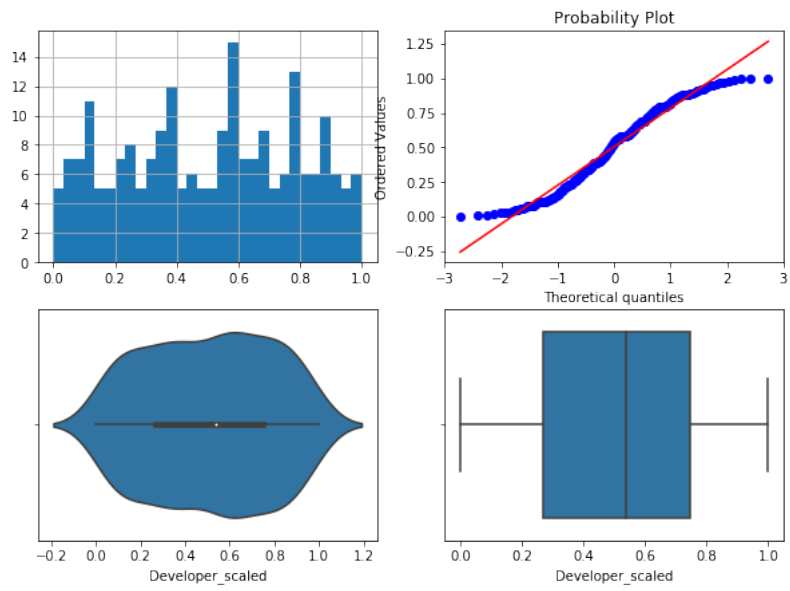 14
12
10
8
6
4
2
0
0.0 0.2 0.4 0.6 0.8 1.0
Probability Plot
Ordered Values
1.25
1.00
0.75
0.50
0.25
0.00
−0.25
−3 −2 −1 0 1 2 3
Theoretical quantiles
−0.2 0.0 0.2 0.4 0.6 0.8 1.0 1.2
Developer_scaled
0.0 0.2 0.4 0.6 0.8 1.0
Developer_scaled